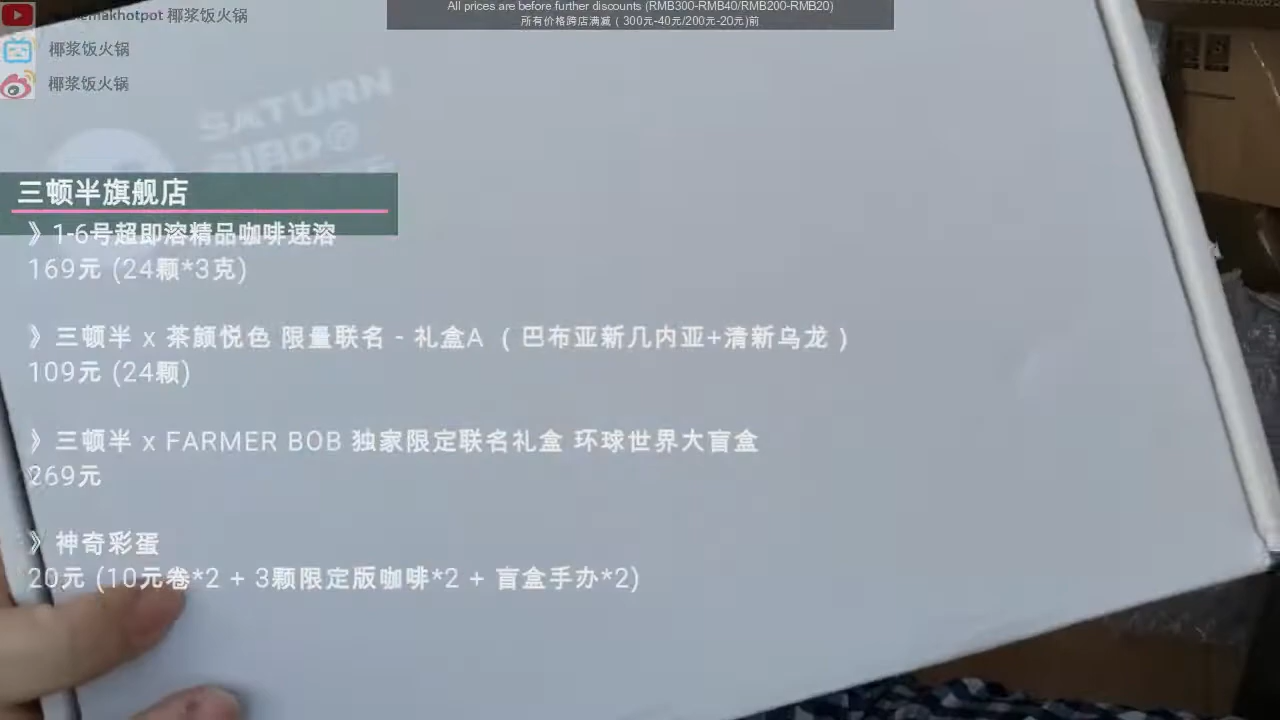 All prices are before further discounts (RMB300-RMB40/RMB200-RMB20)
所有价格跨店满减（300元-40元/200元-20元)前
椰浆饭火锅
椰浆饭火锅
椰浆饭火锅
SATURN
BIRD®
三顿半旗舰店
》1-6号超即溶精品咖啡速溶
169元 (24颗*3克)
》三顿半 x 茶颜悦色 限量联名 - 礼盒A （ 巴布亚新几内亚+清新乌龙 ）
109元 (24颗)
》三顿半 x FARMER BOB 独家限定联名礼盒 环球世界大盲盒
269元
》神奇彩蛋
20元 (10元卷*2 + 3颗限定版咖啡*2 + 盲盒手办*2)